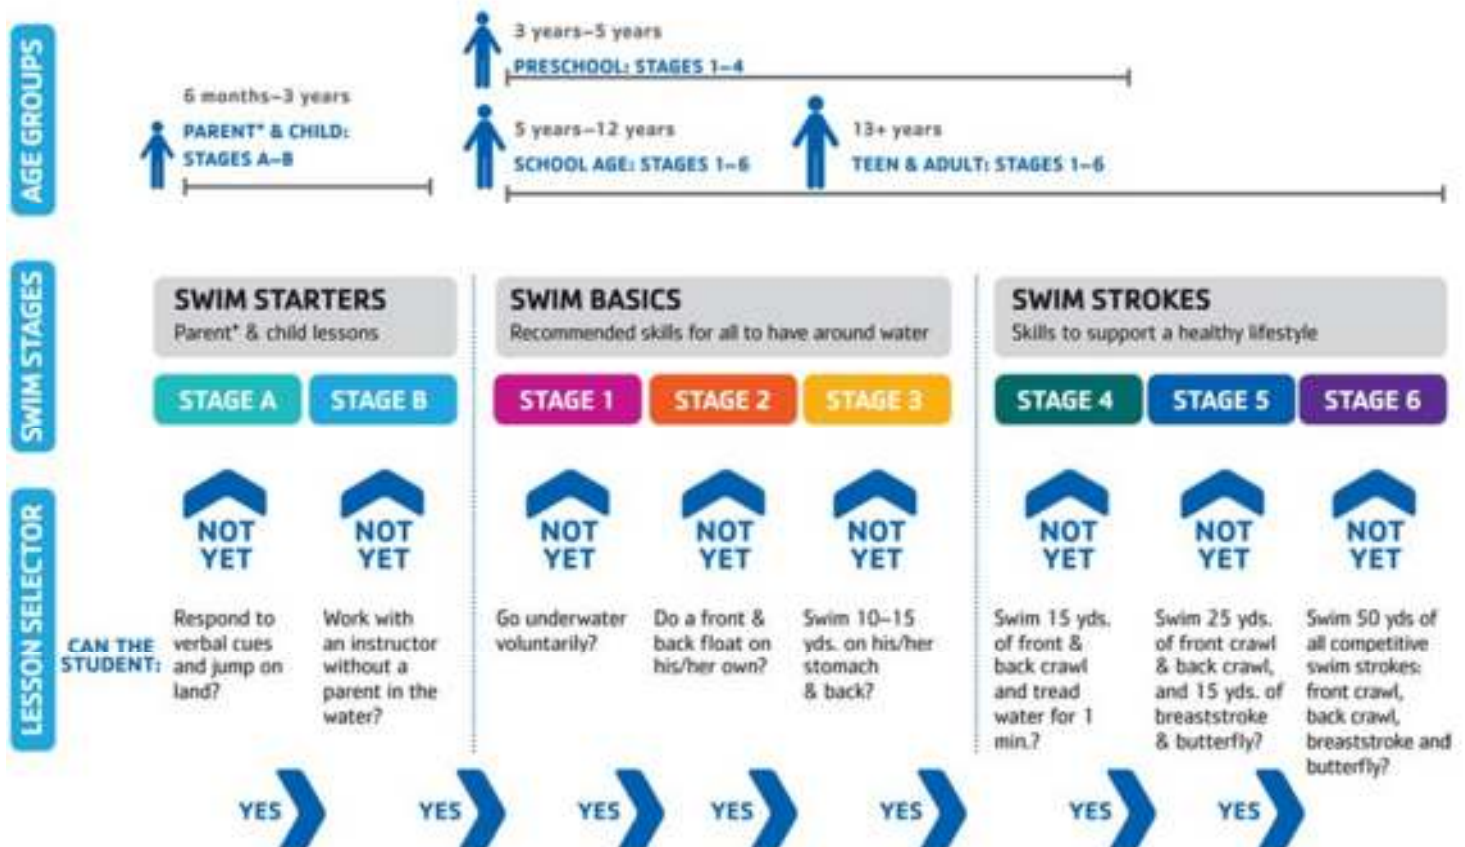 AGE GROUPS
6 months–3 years
PARENT* & CHILD:
STAGES A–B
3 years–5 years
PRESCHOOL: STAGES 1–4
5 years–12 years
SCHOOL AGE: STAGES 1–6
13+ years
TEEN & ADULT: STAGES 1–6
SWIM STAGES
SWIM STARTERS
Parent* & child lessons
SWIM BASICS
Recommended skills for all to have around water
SWIM STROKES
Skills to support a healthy lifestyle
STAGE A
STAGE B
STAGE 1
STAGE 2
STAGE 3
STAGE 4
STAGE 5
STAGE 6
LESSON SELECTOR
NOT
YET
NOT
YET
NOT
YET
NOT
YET
NOT
YET
NOT
YET
NOT
YET
NOT
YET
CAN THE
STUDENT:
Respond to
verbal cues
and jump on
land?
Work with
an instructor
without a
parent in the
water?
Go underwater
voluntarily?
Do a front &
back float on
his/her own?
Swim 10–15
yds. on his/her
stomach
& back?
Swim 15 yds.
of front &
back crawl
and tread
water for 1
min.?
Swim 25 yds.
of front crawl
& back crawl,
and 15 yds. of
breaststroke
& butterfly?
Swim 50 yds of
all competitive
swim strokes:
front crawl,
back crawl,
breaststroke and
butterfly?
YES
YES
YES
YES
YES
YES
YES